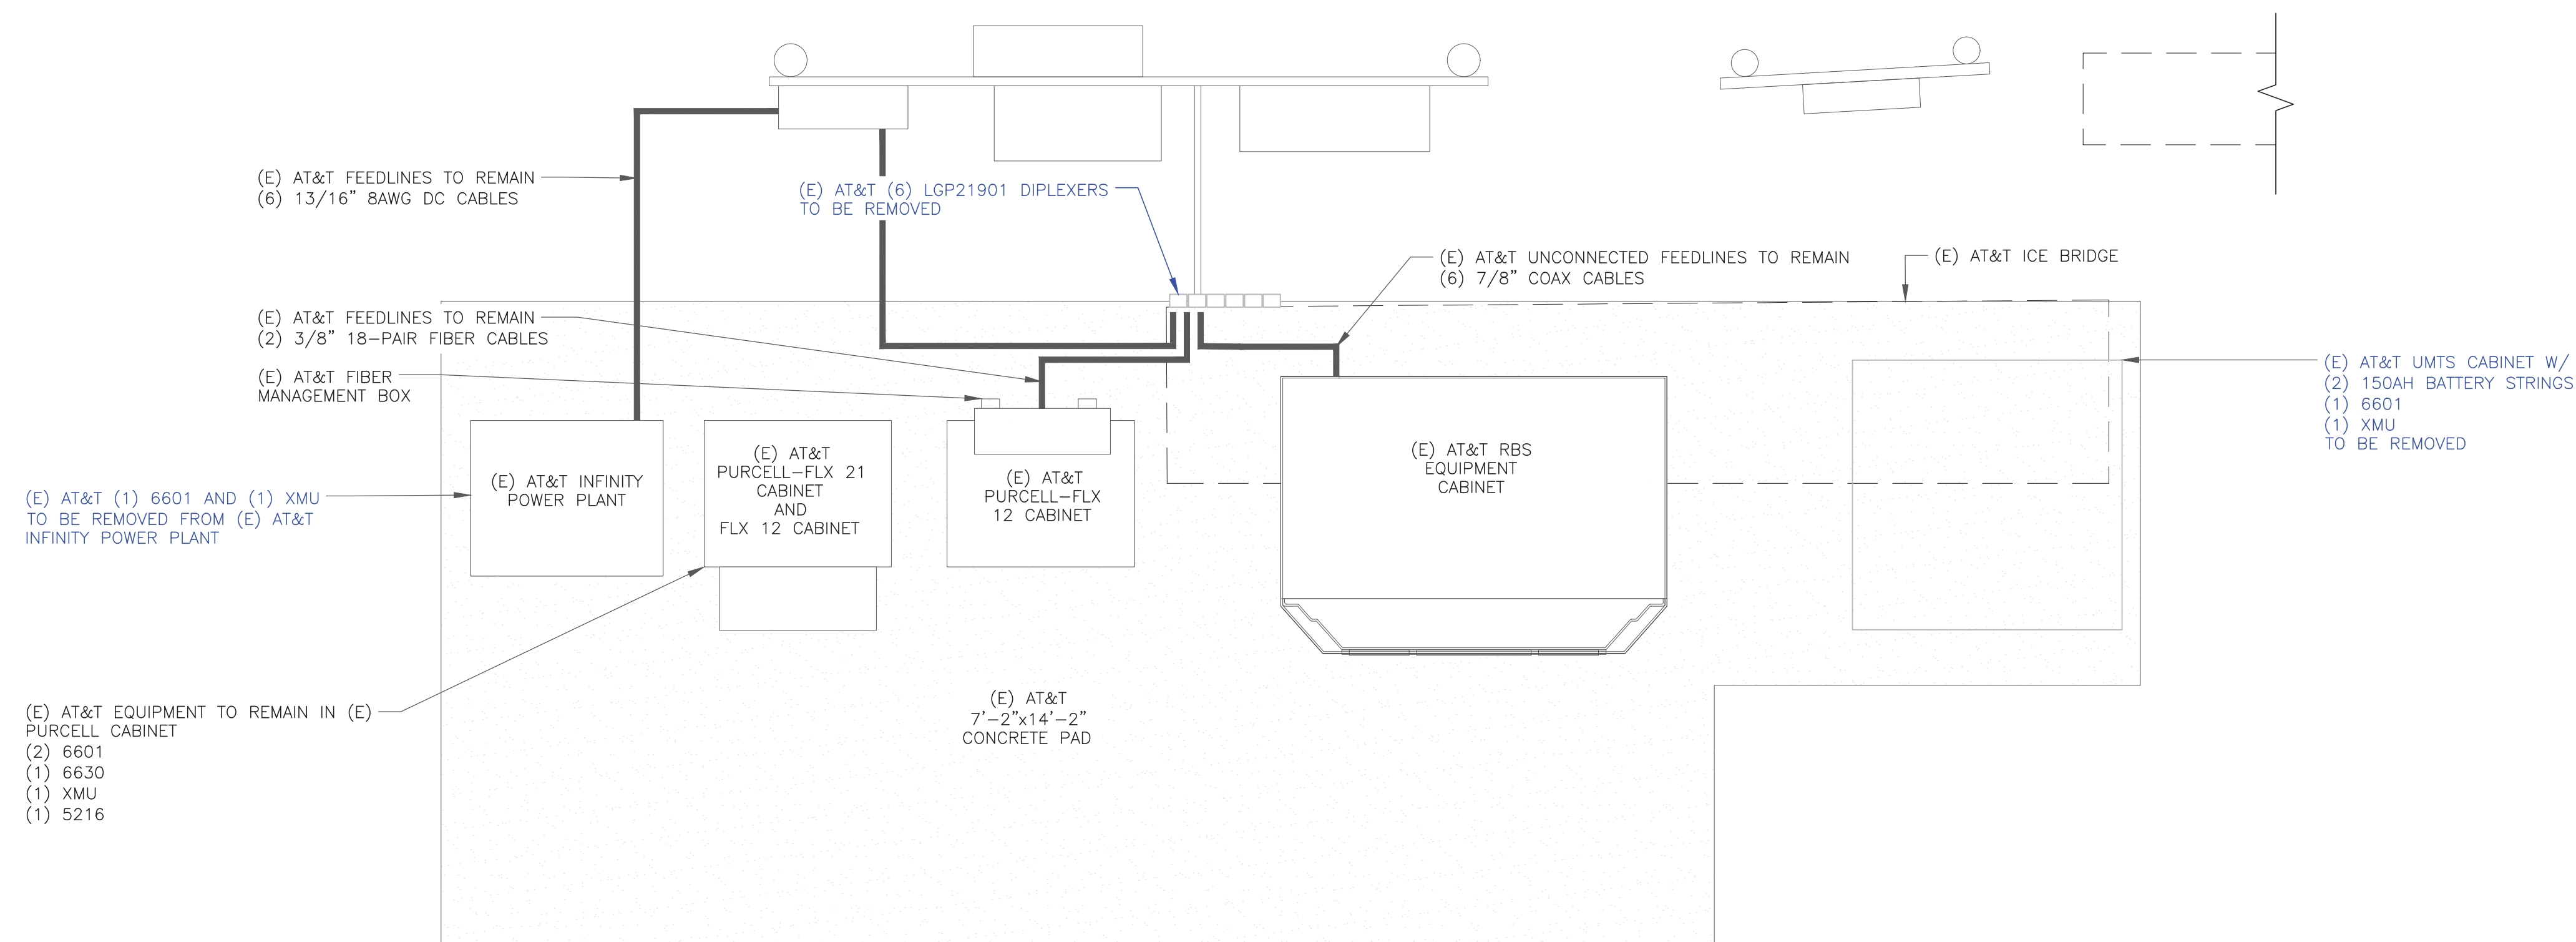 (E) AT&T FEEDLINES TO REMAIN
(6) 13/16" 8AWG DC CABLES
(E) AT&T (6) LGP21901 DIPLEXERS
TO BE REMOVED
(E) AT&T UNCONNECTED FEEDLINES TO REMAIN
(6) 7/8" COAX CABLES
(E) AT&T ICE BRIDGE
(E) AT&T FEEDLINES TO REMAIN
(2) 3/8" 18-PAIR FIBER CABLES
(E) AT&T FIBER
MANAGEMENT BOX
(E) AT&T UMTS CABINET W/
(2) 150AH BATTERY STRINGS
(1) 6601
(1) XMU
TO BE REMOVED
(E) AT&T (1) 6601 AND (1) XMU
TO BE REMOVED FROM (E) AT&T
INFINITY POWER PLANT
(E) AT&T INFINITY
POWER PLANT
(E) AT&T
PURCELL-FLX 21
CABINET
AND
FLX 12 CABINET
(E) AT&T
PURCELL-FLX
12 CABINET
(E) AT&T RBS
EQUIPMENT
CABINET
(E) AT&T EQUIPMENT TO REMAIN IN (E)
PURCELL CABINET
(2) 6601
(1) 6630
(1) XMU
(1) 5216
(E) AT&T
7'-2"x14'-2"
CONCRETE PAD